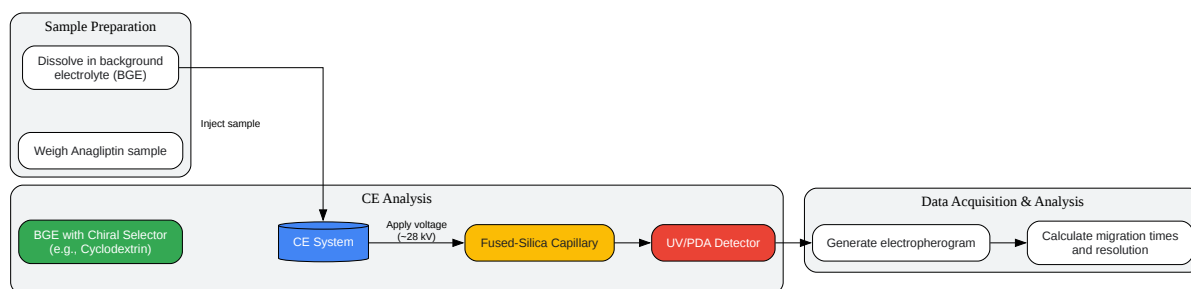 Sample Preparation
Dissolve in background
electrolyte (BGE)
Inject sample
Weigh Anagliptin sample
CE Analysis
BGE with Chiral Selector
(e.g., Cyclodextrin)
CE System
Apply voltage
(~28 kV)
Fused-Silica Capillary
UV/PDA Detector
Data Acquisition & Analysis
Generate electropherogram
Calculate migration times
and resolution